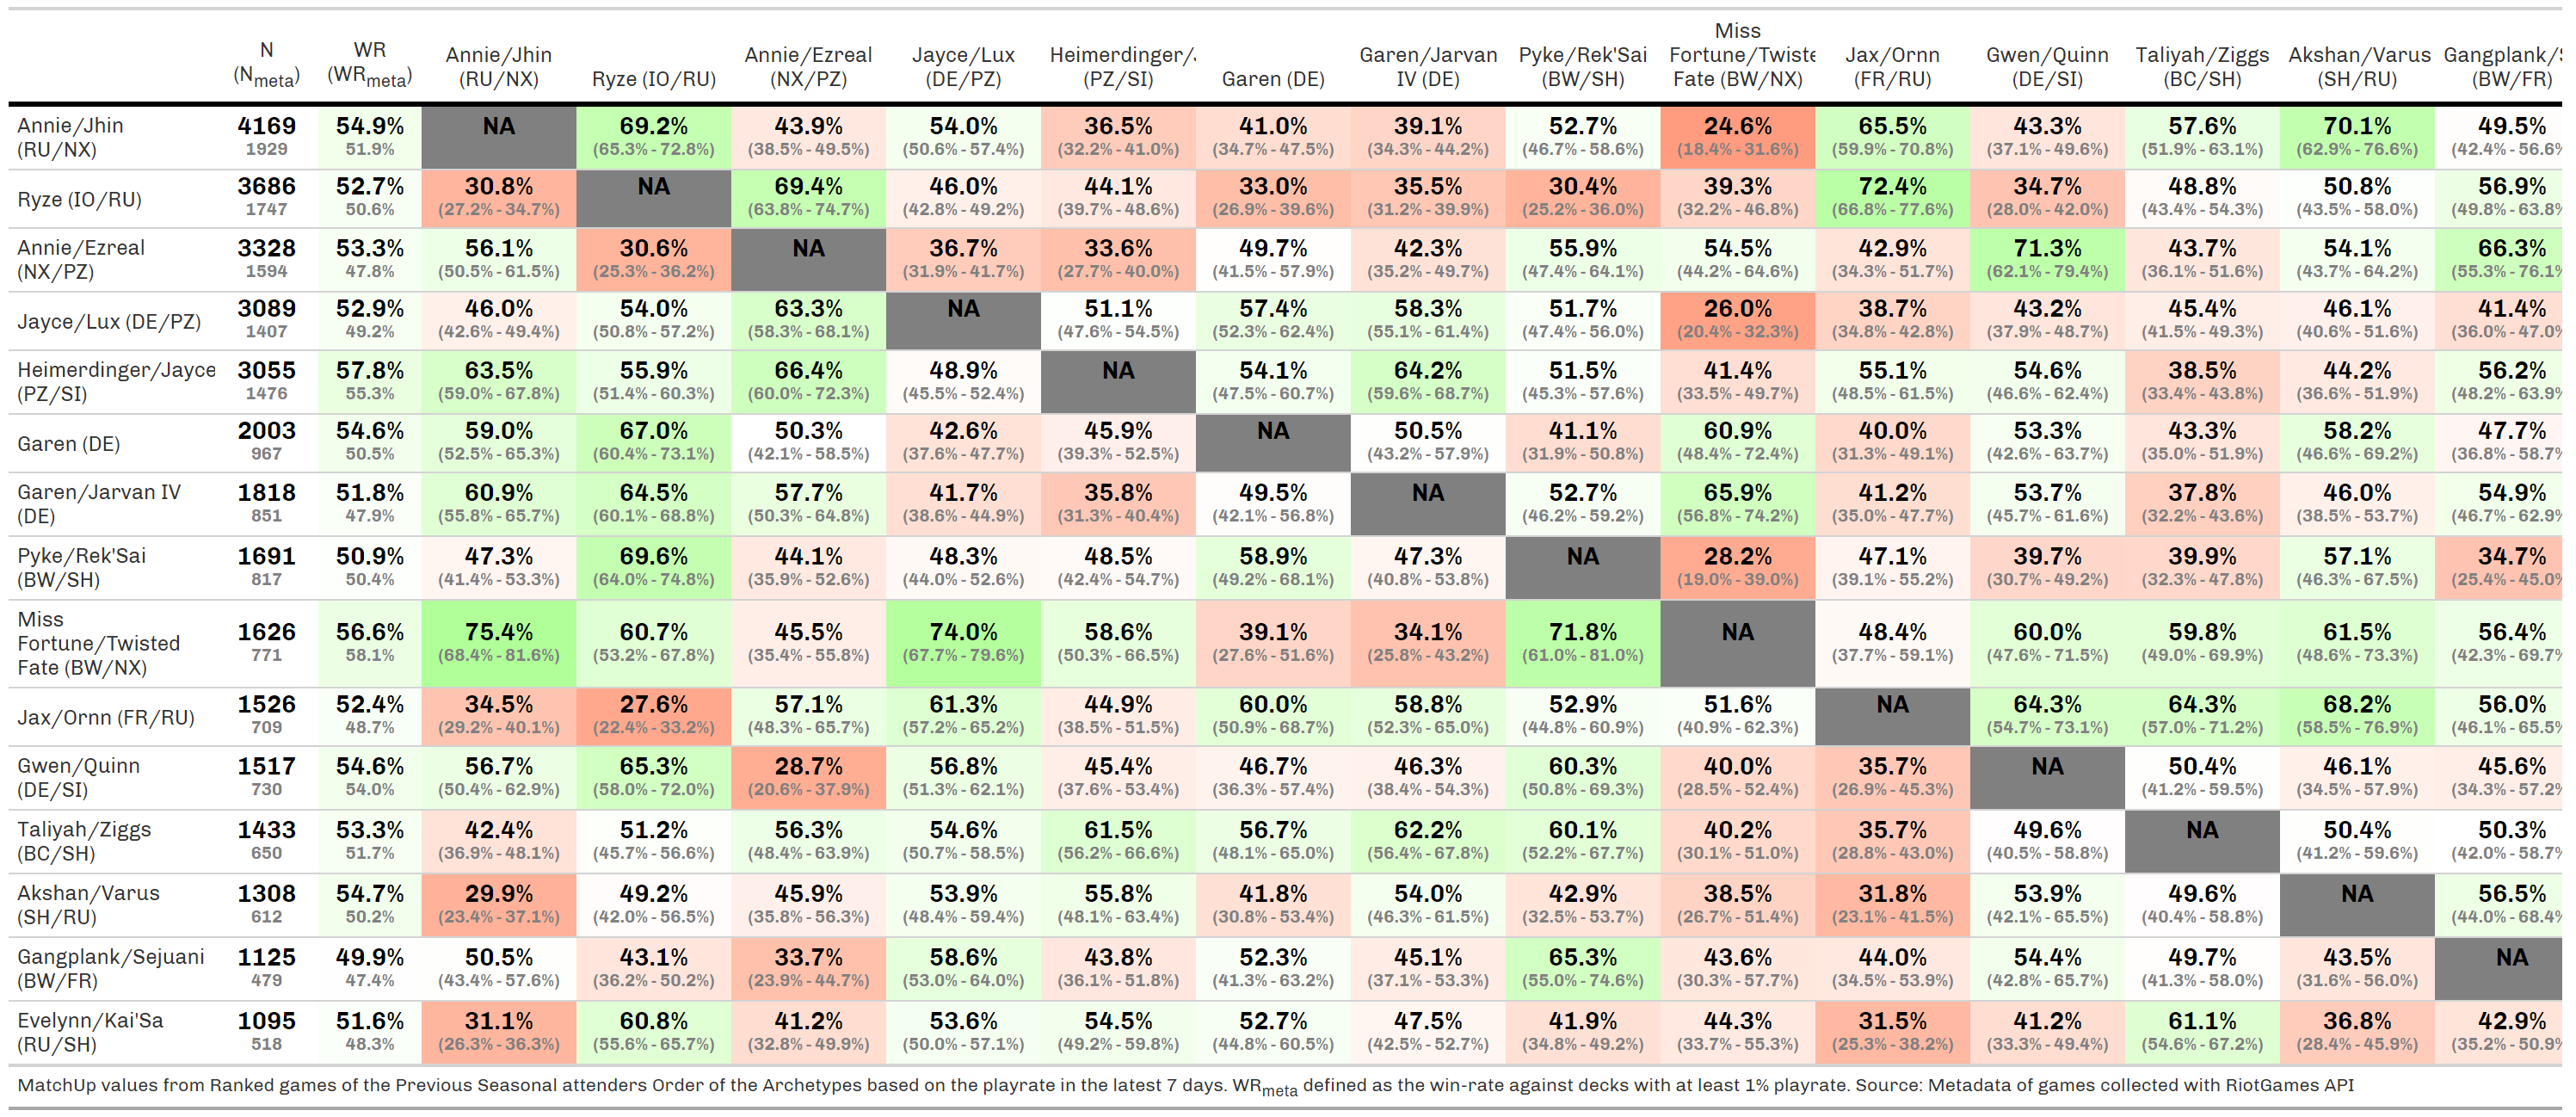 N (N meta) WR (WR meta) Annie/Jhin (RU/NX) Ryze (IO/RU) Annie/Ezreal (NX/PZ) Jayce/Lux (DE/PZ) Heimerdinger/J (PZ/SI) Garen (DE) Garen/Jarvan IV (DE) Pyke/Rek'Sai (BW/SH) Miss Fortune/Twiste Fate (BW/NX) Jax/Ornn (FR/RU) Gwen/Quinn (DE/SI) Taliyah/Ziggs (BC/SH) Akshan/Varus (SH/RU) Gangplank/S (BW/FR)
Annie/Jhin 4169 54.9% NA 69.2% 43.9% 54.0% 36.5% 41.0% 39.1% 52.7% 24.6% 65.5% 43.3% 57.6% 70.1% 49.5%
(RU/NX) 1929 51.9% (65.3% - 72.8%) (38.5% - 49.5%) (50.6% - 57.4%) (32.2% - 41.0%) (34.7% - 47.5%) (34.3% - 44.2%) (46.7% - 58.6%) (18.4% - 31.6%) (59.9% - 70.8%) (37.1% - 49.6%) (51.9% - 63.1%) (62.9% - 76.6%) (42.4% - 56.6%
Ryze (IO/RU) 3686 52.7% 30.8% NA 69.4% 46.0% 44.1% 33.0% 35.5% 30.4% 39.3% 72.4% 34.7% 48.8% 50.8% 56.9%
1747 50.6% (27.2% - 34.7%) (63.8% - 74.7%) (42.8% - 49.2%) (39.7% - 48.6%) (26.9% - 39.6%) (31.2% - 39.9%) (25.2% - 36.0%) (32.2% - 46.8%) (66.8% - 77.6%) (28.0% - 42.0%) (43.4% - 54.3%) (43.5% - 58.0%) (49.8% - 63.8%
Annie/Ezreal 3328 53.3% 56.1% 30.6% NA 36.7% 33.6% 49.7% 42.3% 55.9% 54.5% 42.9% 71.3% 43.7% 54.1% 66.3%
(NX/PZ) 1594 47.8% (50.5% - 61.5%) (25.3% - 36.2%) (31.9% - 41.7%) (27.7% - 40.0%) (41.5% - 57.9%) (35.2% - 49.7%) (47.4% - 64.1%) (44.2% - 64.6%) (34.3% - 51.7%) (62.1% - 79.4%) (36.1% - 51.6%) (43.7% - 64.2%) (55.3% - 76.1%
Jayce/Lux (DE/PZ) 3089 52.9% 46.0% 54.0% 63.3% NA 51.1% 57.4% 58.3% 51.7% 26.0% 38.7% 43.2% 45.4% 46.1% 41.4%
1407 49.2% (42.6% - 49.4%) (50.8% - 57.2%) (58.3% - 68.1%) (47.6% - 54.5%) (52.3% - 62.4%) (55.1% - 61.4%) (47.4% - 56.0%) (20.4% - 32.3%) (34.8% - 42.8%) (37.9% - 48.7%) (41.5% - 49.3%) (40.6% - 51.6%) (36.0% - 47.0%
Heimerdinger/Jayce 3055 57.8% 63.5% 55.9% 66.4% 48.9% NA 54.1% 64.2% 51.5% 41.4% 55.1% 54.6% 38.5% 44.2% 56.2%
(PZ/SI) 1476 55.3% (59.0% - 67.8%) (51.4% - 60.3%) (60.0% - 72.3%) (45.5% - 52.4%) (47.5% - 60.7%) (59.6% - 68.7%) (45.3% - 57.6%) (33.5% - 49.7%) (48.5% - 61.5%) (46.6% - 62.4%) (33.4% - 43.8%) (36.6% - 51.9%) (48.2% - 63.9%
Garen (DE) 2003 54.6% 59.0% 67.0% 50.3% 42.6% 45.9% NA 50.5% 41.1% 60.9% 40.0% 53.3% 43.3% 58.2% 47.7%
967 50.5% (52.5% - 65.3%) (60.4% - 73.1%) (42.1% - 58.5%) (37.6% - 47.7%) (39.3% - 52.5%) (43.2% - 57.9%) (31.9% - 50.8%) (48.4% - 72.4%) (31.3% - 49.1%) (42.6% - 63.7%) (35.0% - 51.9%) (46.6% - 69.2%) (36.8% - 58.7%
Garen/Jarvan IV 1818 51.8% 60.9% 64.5% 57.7% 41.7% 35.8% 49.5% NA 52.7% 65.9% 41.2% 53.7% 37.8% 46.0% 54.9%
(DE) 851 47.9% (55.8% - 65.7%) (60.1% - 68.8%) (50.3% - 64.8%) (38.6% - 44.9%) (31.3% - 40.4%) (42.1% - 56.8%) (46.2% - 59.2%) (56.8% - 74.2%) (35.0% - 47.7%) (45.7% - 61.6%) (32.2% - 43.6%) (38.5% - 53.7%) (46.7% - 62.9%
Pyke/Rek'Sai 1691 50.9% 47.3% 69.6% 44.1% 48.3% 48.5% 58.9% 47.3% NA 28.2% 47.1% 39.7% 39.9% 57.1% 34.7%
(BW/SH) 817 50.4% (41.4% - 53.3%) (64.0% - 74.8%) (35.9% - 52.6%) (44.0% - 52.6%) (42.4% - 54.7%) (49.2% - 68.1%) (40.8% - 53.8%) (19.0% - 39.0%) (39.1% - 55.2%) (30.7% - 49.2%) (32.3% - 47.8%) (46.3% - 67.5%) (25.4% - 45.0%
Miss
Fortune/Twisted 1626 56.6% 75.4% 60.7% 45.5% 74.0% 58.6% 39.1% 34.1% 71.8% NA 48.4% 60.0% 59.8% 61.5% 56.4%
Fate (BW/NX) 771 58.1% (68.4% - 81.6%) (53.2% - 67.8%) (35.4% - 55.8%) (67.7% - 79.6%) (50.3% - 66.5%) (27.6% - 51.6%) (25.8% - 43.2%) (61.0% - 81.0%) (37.7% - 59.1%) (47.6% - 71.5%) (49.0% - 69.9%) (48.6% - 73.3%) (42.3% - 69.7%
Jax/Ornn (FR/RU) 1526 52.4% 34.5% 27.6% 57.1% 61.3% 44.9% 60.0% 58.8% 52.9% 51.6% NA 64.3% 64.3% 68.2% 56.0%
709 48.7% (29.2% - 40.1%) (22.4% - 33.2%) (48.3% - 65.7%) (57.2% - 65.2%) (38.5% - 51.5%) (50.9% - 68.7%) (52.3% - 65.0%) (44.8% - 60.9%) (40.9% - 62.3%) (54.7% - 73.1%) (57.0% - 71.2%) (58.5% - 76.9%) (46.1% - 65.5%
Gwen/Quinn 1517 54.6% 56.7% 65.3% 28.7% 56.8% 45.4% 46.7% 46.3% 60.3% 40.0% 35.7% NA 50.4% 46.1% 45.6%
(DE/SI) 730 54.0% (50.4% - 62.9%) (58.0% - 72.0%) (20.6% - 37.9%) (51.3% - 62.1%) (37.6% - 53.4%) (36.3% - 57.4%) (38.4% - 54.3%) (50.8% - 69.3%) (28.5% - 52.4%) (26.9% - 45.3%) (41.2% - 59.5%) (34.5% - 57.9%) (34.3% - 57.2%
Taliyah/Ziggs 1433 53.3% 42.4% 51.2% 56.3% 54.6% 61.5% 56.7% 62.2% 60.1% 40.2% 35.7% 49.6% NA 50.4% 50.3%
(BC/SH) 650 51.7% (36.9% - 48.1%) (45.7% - 56.6%) (48.4% - 63.9%) (50.7% - 58.5%) (56.2% - 66.6%) (48.1% - 65.0%) (56.4% - 67.8%) (52.2% - 67.7%) (30.1% - 51.0%) (28.8% - 43.0%) (40.5% - 58.8%) (41.2% - 59.6%) (42.0% - 58.7%
Akshan/Varus 1308 54.7% 29.9% 49.2% 45.9% 53.9% 55.8% 41.8% 54.0% 42.9% 38.5% 31.8% 53.9% 49.6% NA 56.5%
(SH/RU) 612 50.2% (23.4% - 37.1%) (42.0% - 56.5%) (35.8% - 56.3%) (48.4% - 59.4%) (48.1% - 63.4%) (30.8% - 53.4%) (46.3% - 61.5%) (32.5% - 53.7%) (26.7% - 51.4%) (23.1% - 41.5%) (42.1% - 65.5%) (40.4% - 58.8%) (44.0% - 68.4%
Gangplank/Sejuani 1125 49.9% 50.5% 43.1% 33.7% 58.6% 43.8% 52.3% 45.1% 65.3% 43.6% 44.0% 54.4% 49.7% 43.5% NA
(BW/FR) 479 47.4% (43.4% - 57.6%) (36.2% - 50.2%) (23.9% - 44.7%) (53.0% - 64.0%) (36.1% - 51.8%) (41.3% - 63.2%) (37.1% - 53.3%) (55.0% - 74.6%) (30.3% - 57.7%) (34.5% - 53.9%) (42.8% - 65.7%) (41.3% - 58.0%) (31.6% - 56.0%)
Evelynn/Kai'Sa 1095 51.6% 31.1% 60.8% 41.2% 53.6% 54.5% 52.7% 47.5% 41.9% 44.3% 31.5% 41.2% 61.1% 36.8% 42.9%
(RU/SH) 518 48.3% (26.3% - 36.3%) (55.6% - 65.7%) (32.8% - 49.9%) (50.0% - 57.1%) (49.2% - 59.8%) (44.8% - 60.5%) (42.5% - 52.7%) (34.8% - 49.2%) (33.7% - 55.3%) (25.3% - 38.2%) (33.3% - 49.4%) (54.6% - 67.2%) (28.4% - 45.9%) (35.2% - 50.9%
MatchUp values from Ranked games of the Previous Seasonal attenders Order of the Archetypes based on the playrate in the latest 7 days. WRmeta defined as the win-rate against decks with at least 1% playrate. Source: Metadata of games collected with RiotGames API